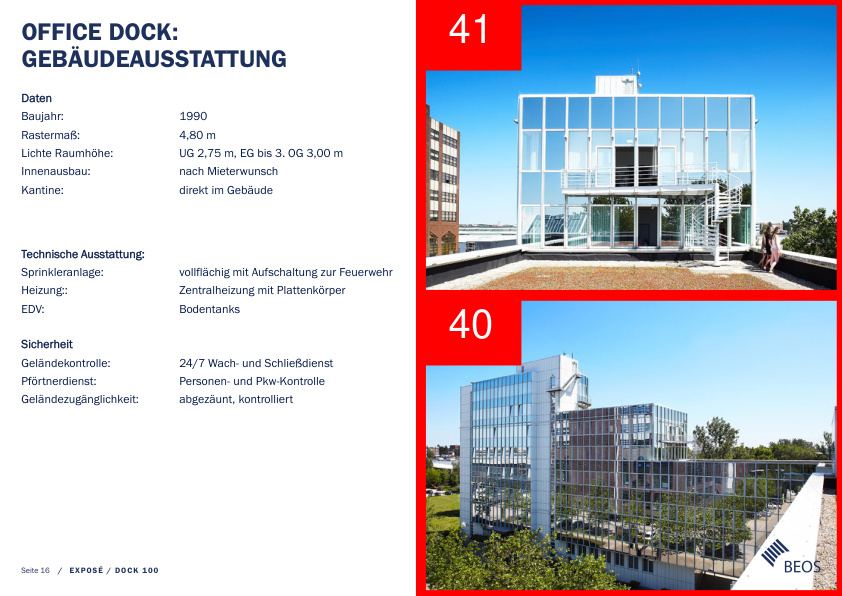 OFFICE DOCK:
GEBÄUDEAUSSTATTUNG
Daten
Baujahr: 1990
Rastermaß: 4,80 m
Lichte Raumhöhe: UG 2,75 m, EG bis 3. OG 3,00 m
Innenausbau: nach Mieterwunsch
Kantine: direkt im Gebäude
Technische Ausstattung:
Sprinkleranlage: vollflächig mit Aufschaltung zur Feuerwehr
Heizung:: Zentralheizung mit Plattenkörper
EDV: Bodentanks
Sicherheit
Geländekontrolle: 24/7 Wach- und Schließdienst
Pförtnerdienst: Personen- und Pkw-Kontrolle
Geländezugänglichkeit: abgezäunt, kontrolliert
Seite 16 / EXPOSÉ / DOCK 100
41
40
BEOS